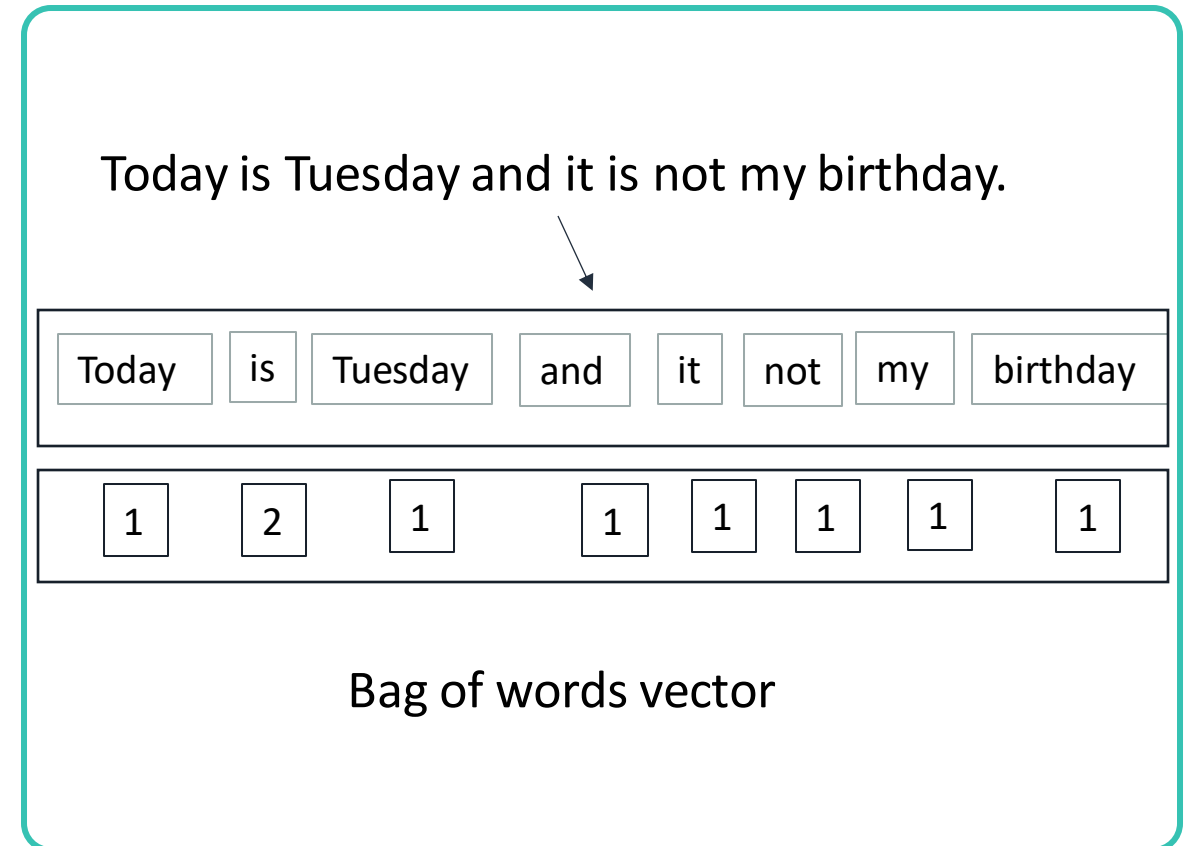 Today is Tuesday and it is not my birthday.
Today is Tuesday and it not my birthday
1 2 1 1 1 1 1 1
Bag of words vector